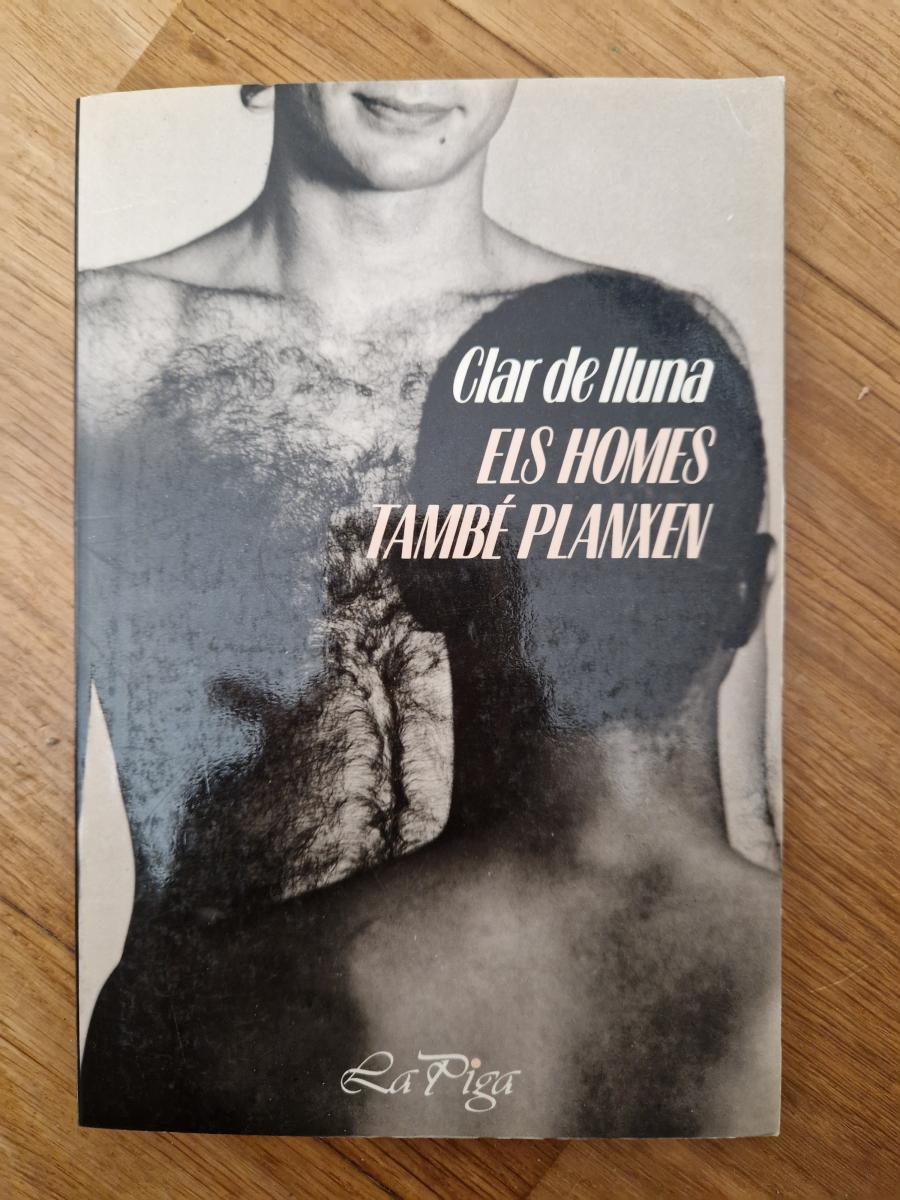 Clar de lluna
ELS HOMES
TAMBÉ PLANXEN
La Piga